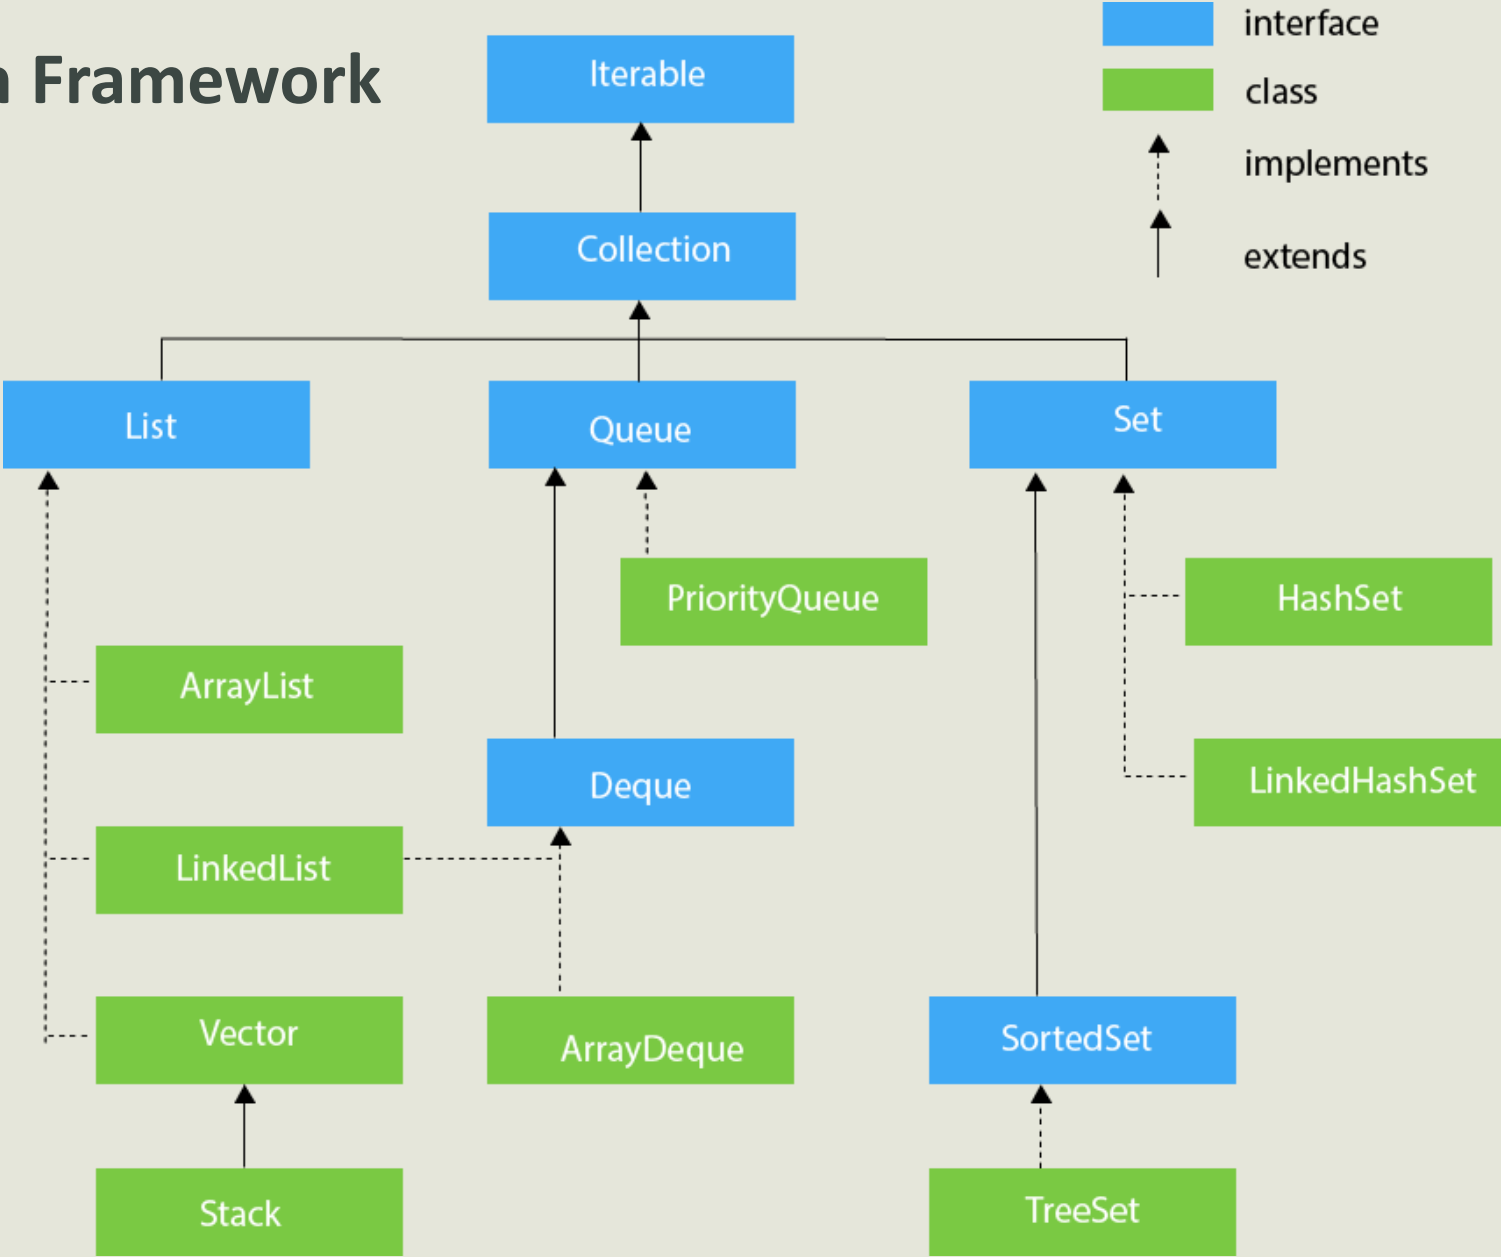 n Framework
interface
class
implements
extends
Iterable
Collection
List
Queue
Set
PriorityQueue
HashSet
ArrayList
Deque
LinkedHashSet
LinkedList
Vector
ArrayDeque
SortedSet
Stack
TreeSet